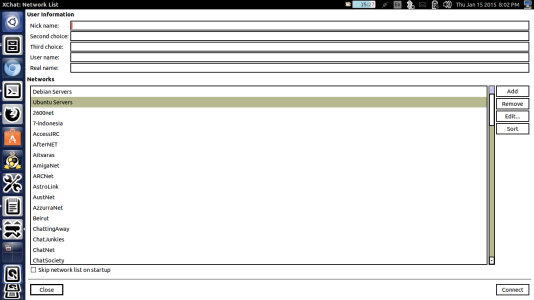 XChat: Network List
15:27
Thu Jan 15 2015 8:02 PM
User Information
Nick name:
Second choice:
Third choice:
User name:
Real name:
Networks
Debian Servers
Ubuntu Servers
2600net
7-Indonesia
AccessIRC
AfterNET
Aitvaras
AmigaNet
ARCNet
AstroLink
AustNet
AzzurraNet
Beirut
ChattingAway
ChatJunkies
ChatNet
ChatSociety
Add
Remove
Edit...
Sort
Skip network list on startup
Close
Connect